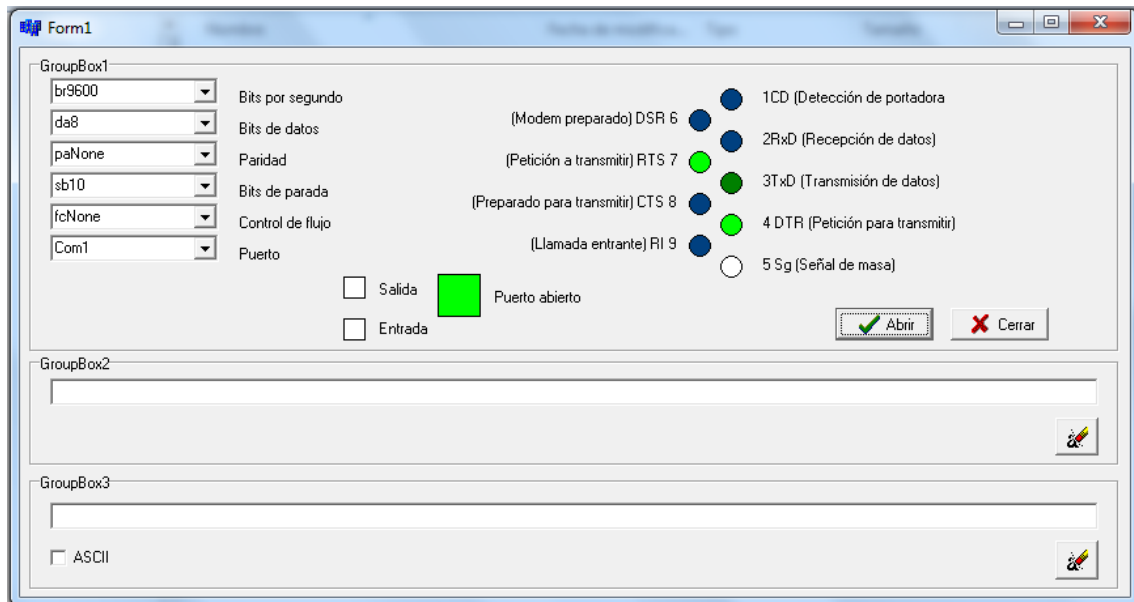 Form1
GroupBox1
br9600
Bits por segundo
da8
Bits de datos
paNone
Paridad
sb10
Bits de parada
fcNone
Control de flujo
Com1
Puerto
(Modem preparado) DSR 6
(Petición a transmitir) RTS 7
(Preparado para transmitir) CTS 8
(Llamada entrante) RI 9
1CD (Detección de portadora
2RxD (Recepción de datos)
3TxD (Transmisión de datos)
4 DTR (Petición para transmitir)
5 Sg (Señal de masa)
Salida
Puerto abierto
Entrada
Abrir
Cerrar
GroupBox2
GroupBox3
ASCII